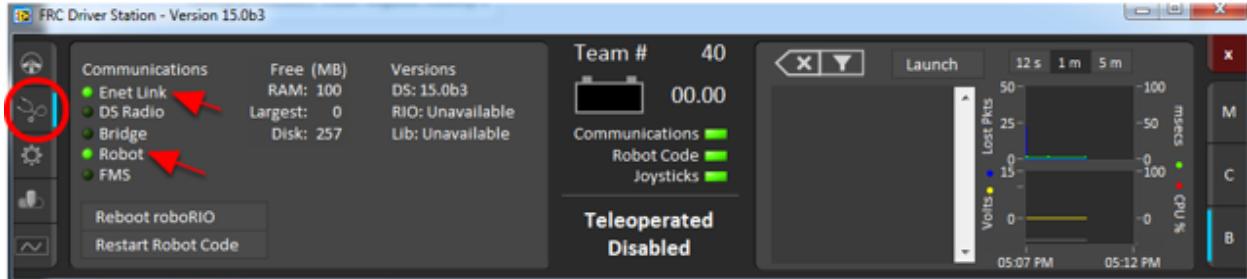 FRC Driver Station - Version 15.0b3
Communications Free (MB) Versions
Enet Link RAM: 100 DS: 15.0b3
DS Radio Largest: 0 RIO: Unavailable
Bridge Disk: 257 Lib: Unavailable
Robot
FMS
Reboot roboRIO
Restart Robot Code
Team # 40
00.00
Communications
Robot Code
Joysticks
Teleoperated
Disabled
Launch 12 s 1 m 5 m
50 100
Lost Pkts 25 50 msecs
0 0
15 100
Volts 0 0 CPU %
05:07 PM 05:12 PM
X
M
C
B